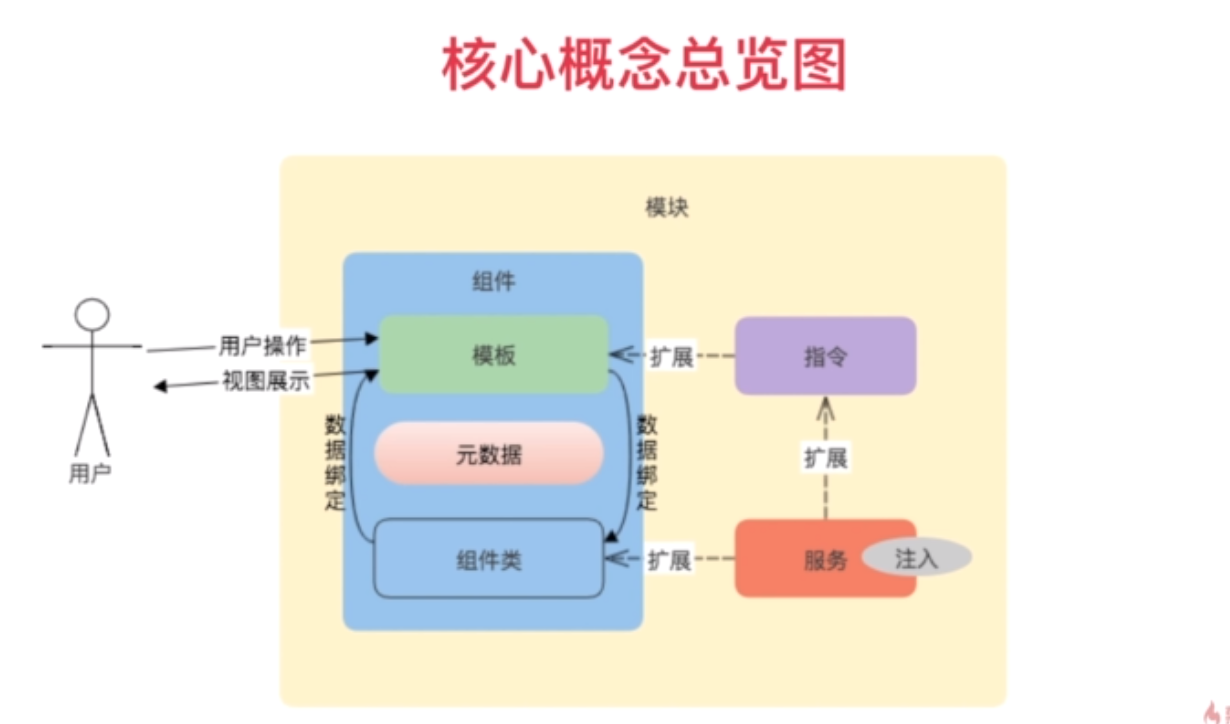 核心概念总览图
模块
组件
用户操作
模板
扩展
指令
视图展示
数据绑定
数据绑定
元数据
扩展
用户
组件类
扩展
服务
注入